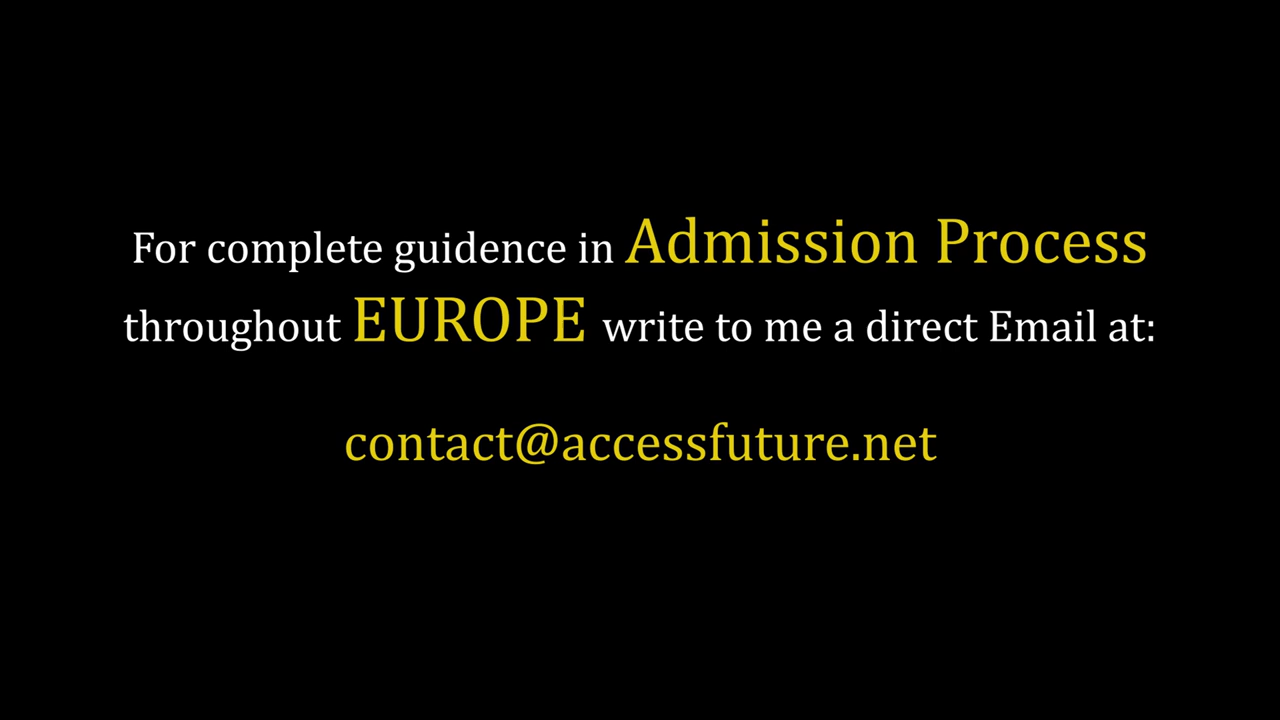 For complete guidence in Admission Process
throughout EUROPE write to me a direct Email at:
contact@accessfuture.net